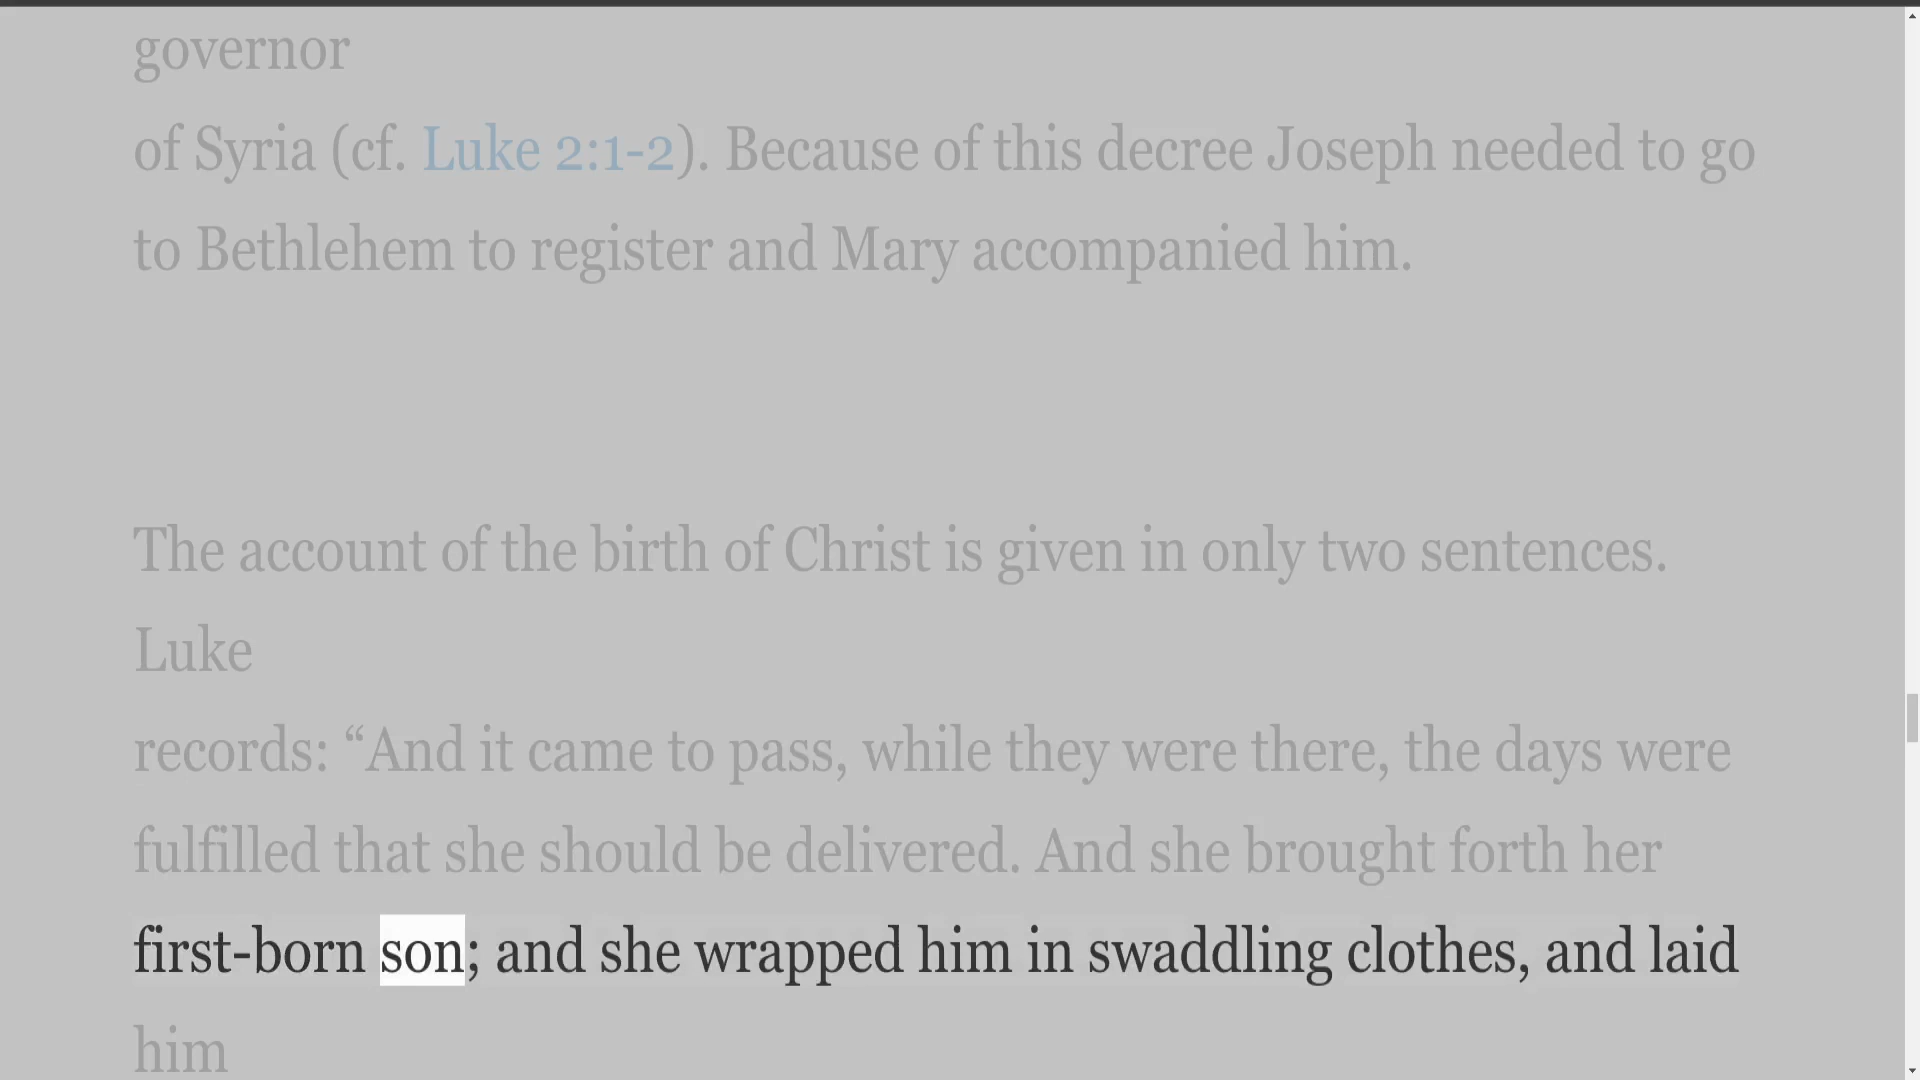 governor
of Syria (cf. Luke 2:1-2). Because of this decree Joseph needed to go
to Bethlehem to register and Mary accompanied him.
The account of the birth of Christ is given in only two sentences.
Luke
records: “And it came to pass, while they were there, the days were
fulfilled that she should be delivered. And she brought forth her
first-born son; and she wrapped him in swaddling clothes, and laid
him